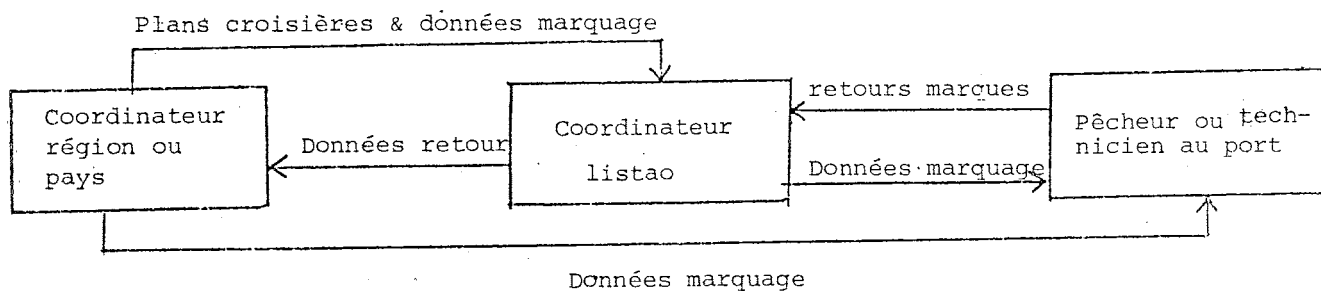 Plans croisières & données marquage
Coordinateur
région ou
pays
Données retour
Coordinateur
listao
retours marques
Données marquage
Pêcheur ou tech-
nicien au port
Données marquage